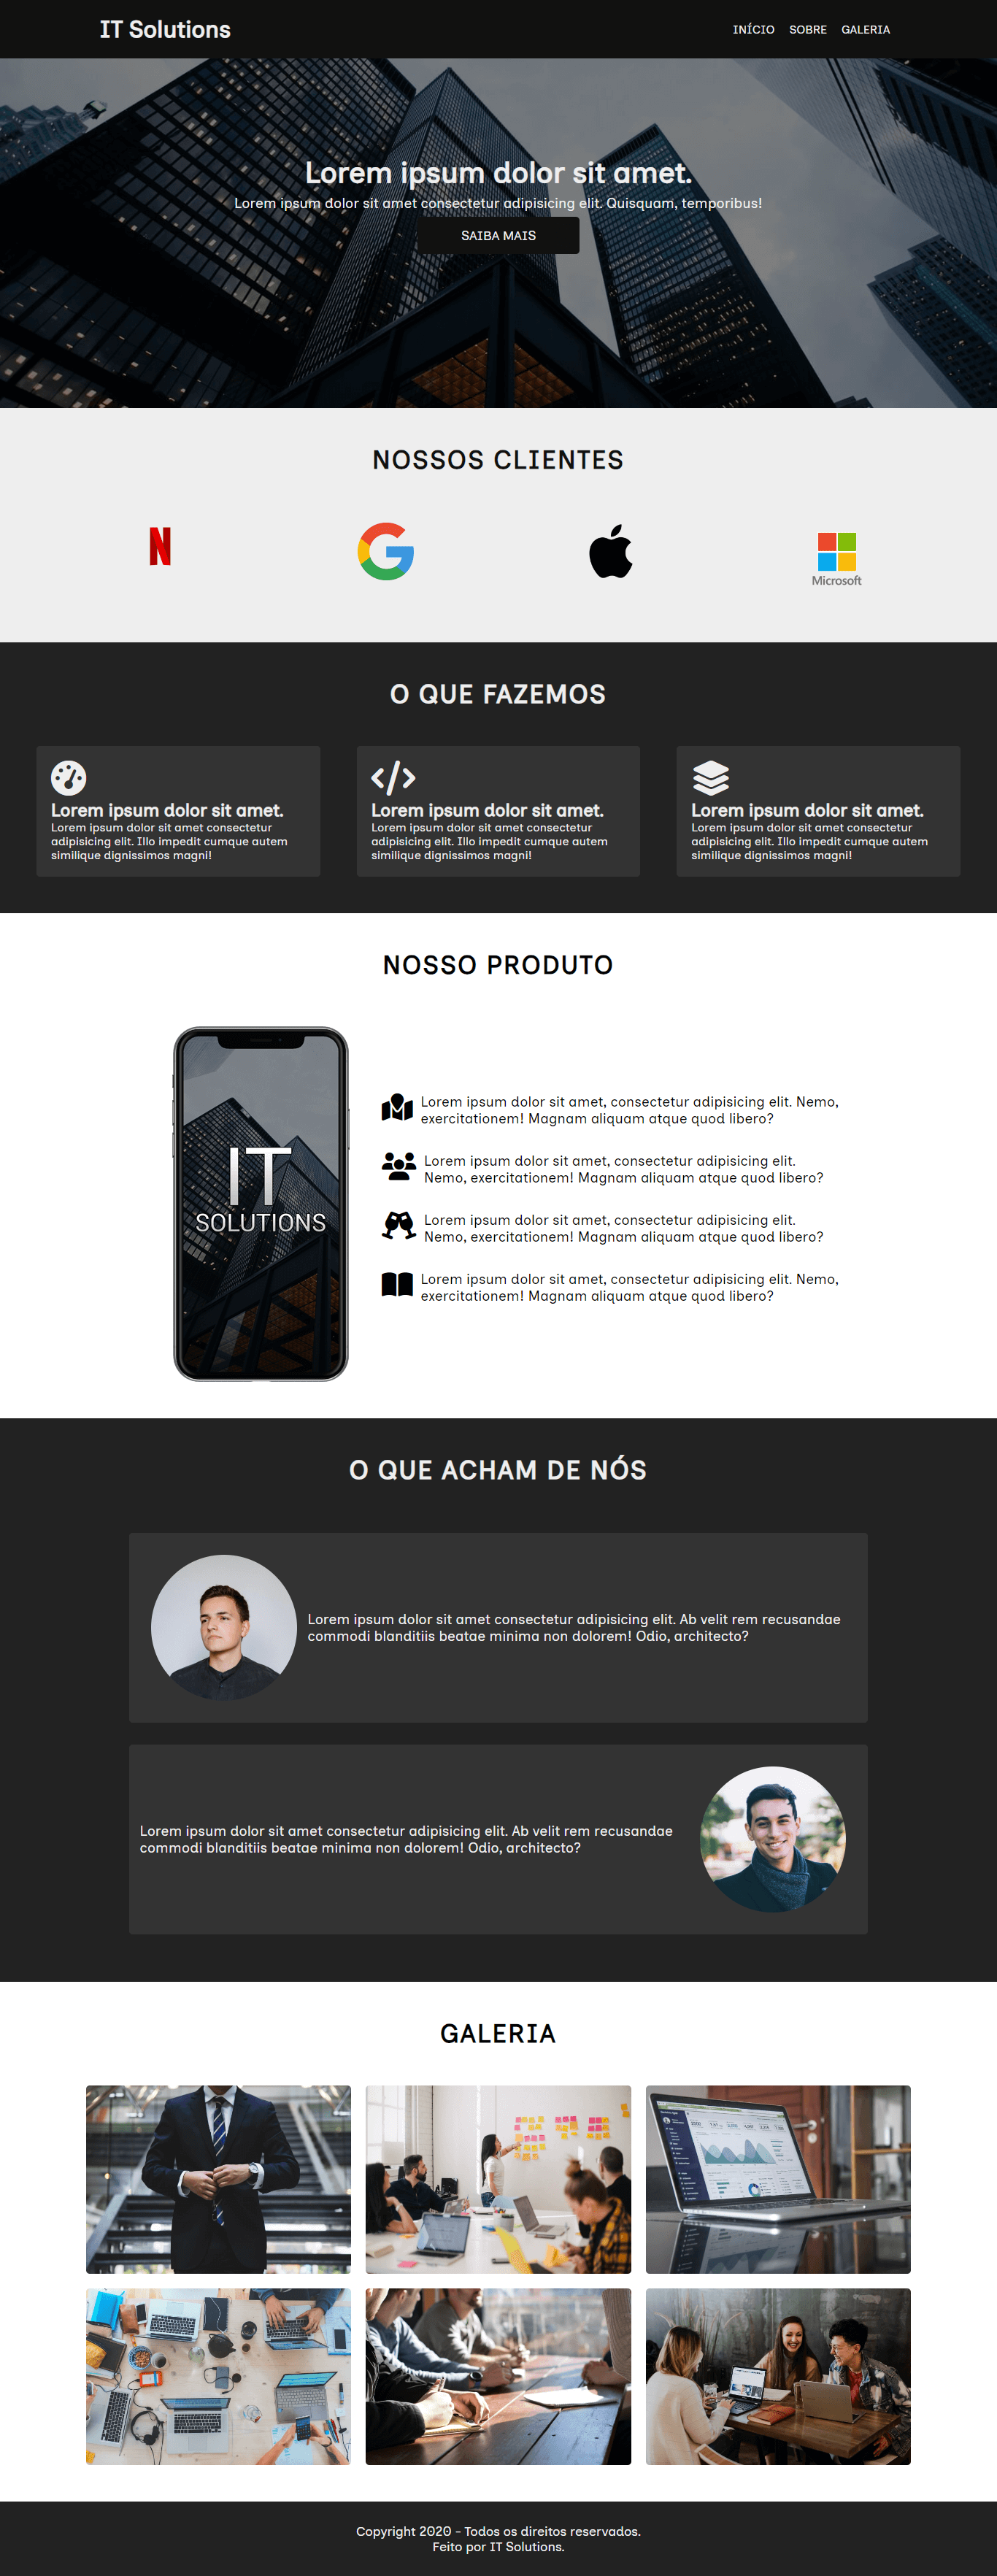 IT Solutions
INÍCIO SOBRE GALERIA
Lorem ipsum dolor sit amet.
Lorem ipsum dolor sit amet consectetur adipisicing elit. Quisquam, temporibus!
SAIBA MAIS
NOSSOS CLIENTES
Microsoft
O QUE FAZEMOS
Lorem ipsum dolor sit amet.
Lorem ipsum dolor sit amet consectetur
adipisicing elit. Illo impedit cumque autem
similique dignissimos magni!
Lorem ipsum dolor sit amet.
Lorem ipsum dolor sit amet consectetur
adipisicing elit. Illo impedit cumque autem
similique dignissimos magni!
Lorem ipsum dolor sit amet.
Lorem ipsum dolor sit amet consectetur
adipisicing elit. Illo impedit cumque autem
similique dignissimos magni!
NOSSO PRODUTO
IT
SOLUTIONS
Lorem ipsum dolor sit amet, consectetur adipisicing elit. Nemo,
exercitationem! Magnam aliquam atque quod libero?
Lorem ipsum dolor sit amet, consectetur adipisicing elit.
Nemo, exercitationem! Magnam aliquam atque quod libero?
Lorem ipsum dolor sit amet, consectetur adipisicing elit.
Nemo, exercitationem! Magnam aliquam atque quod libero?
Lorem ipsum dolor sit amet, consectetur adipisicing elit. Nemo,
exercitationem! Magnam aliquam atque quod libero?
O QUE ACHAM DE NÓS
Lorem ipsum dolor sit amet consectetur adipisicing elit. Ab velit rem recusandae
commodi blanditiis beatae minima non dolorem! Odio, architecto?
Lorem ipsum dolor sit amet consectetur adipisicing elit. Ab velit rem recusandae
commodi blanditiis beatae minima non dolorem! Odio, architecto?
GALERIA
Copyright 2020 - Todos os direitos reservados.
Feito por IT Solutions.